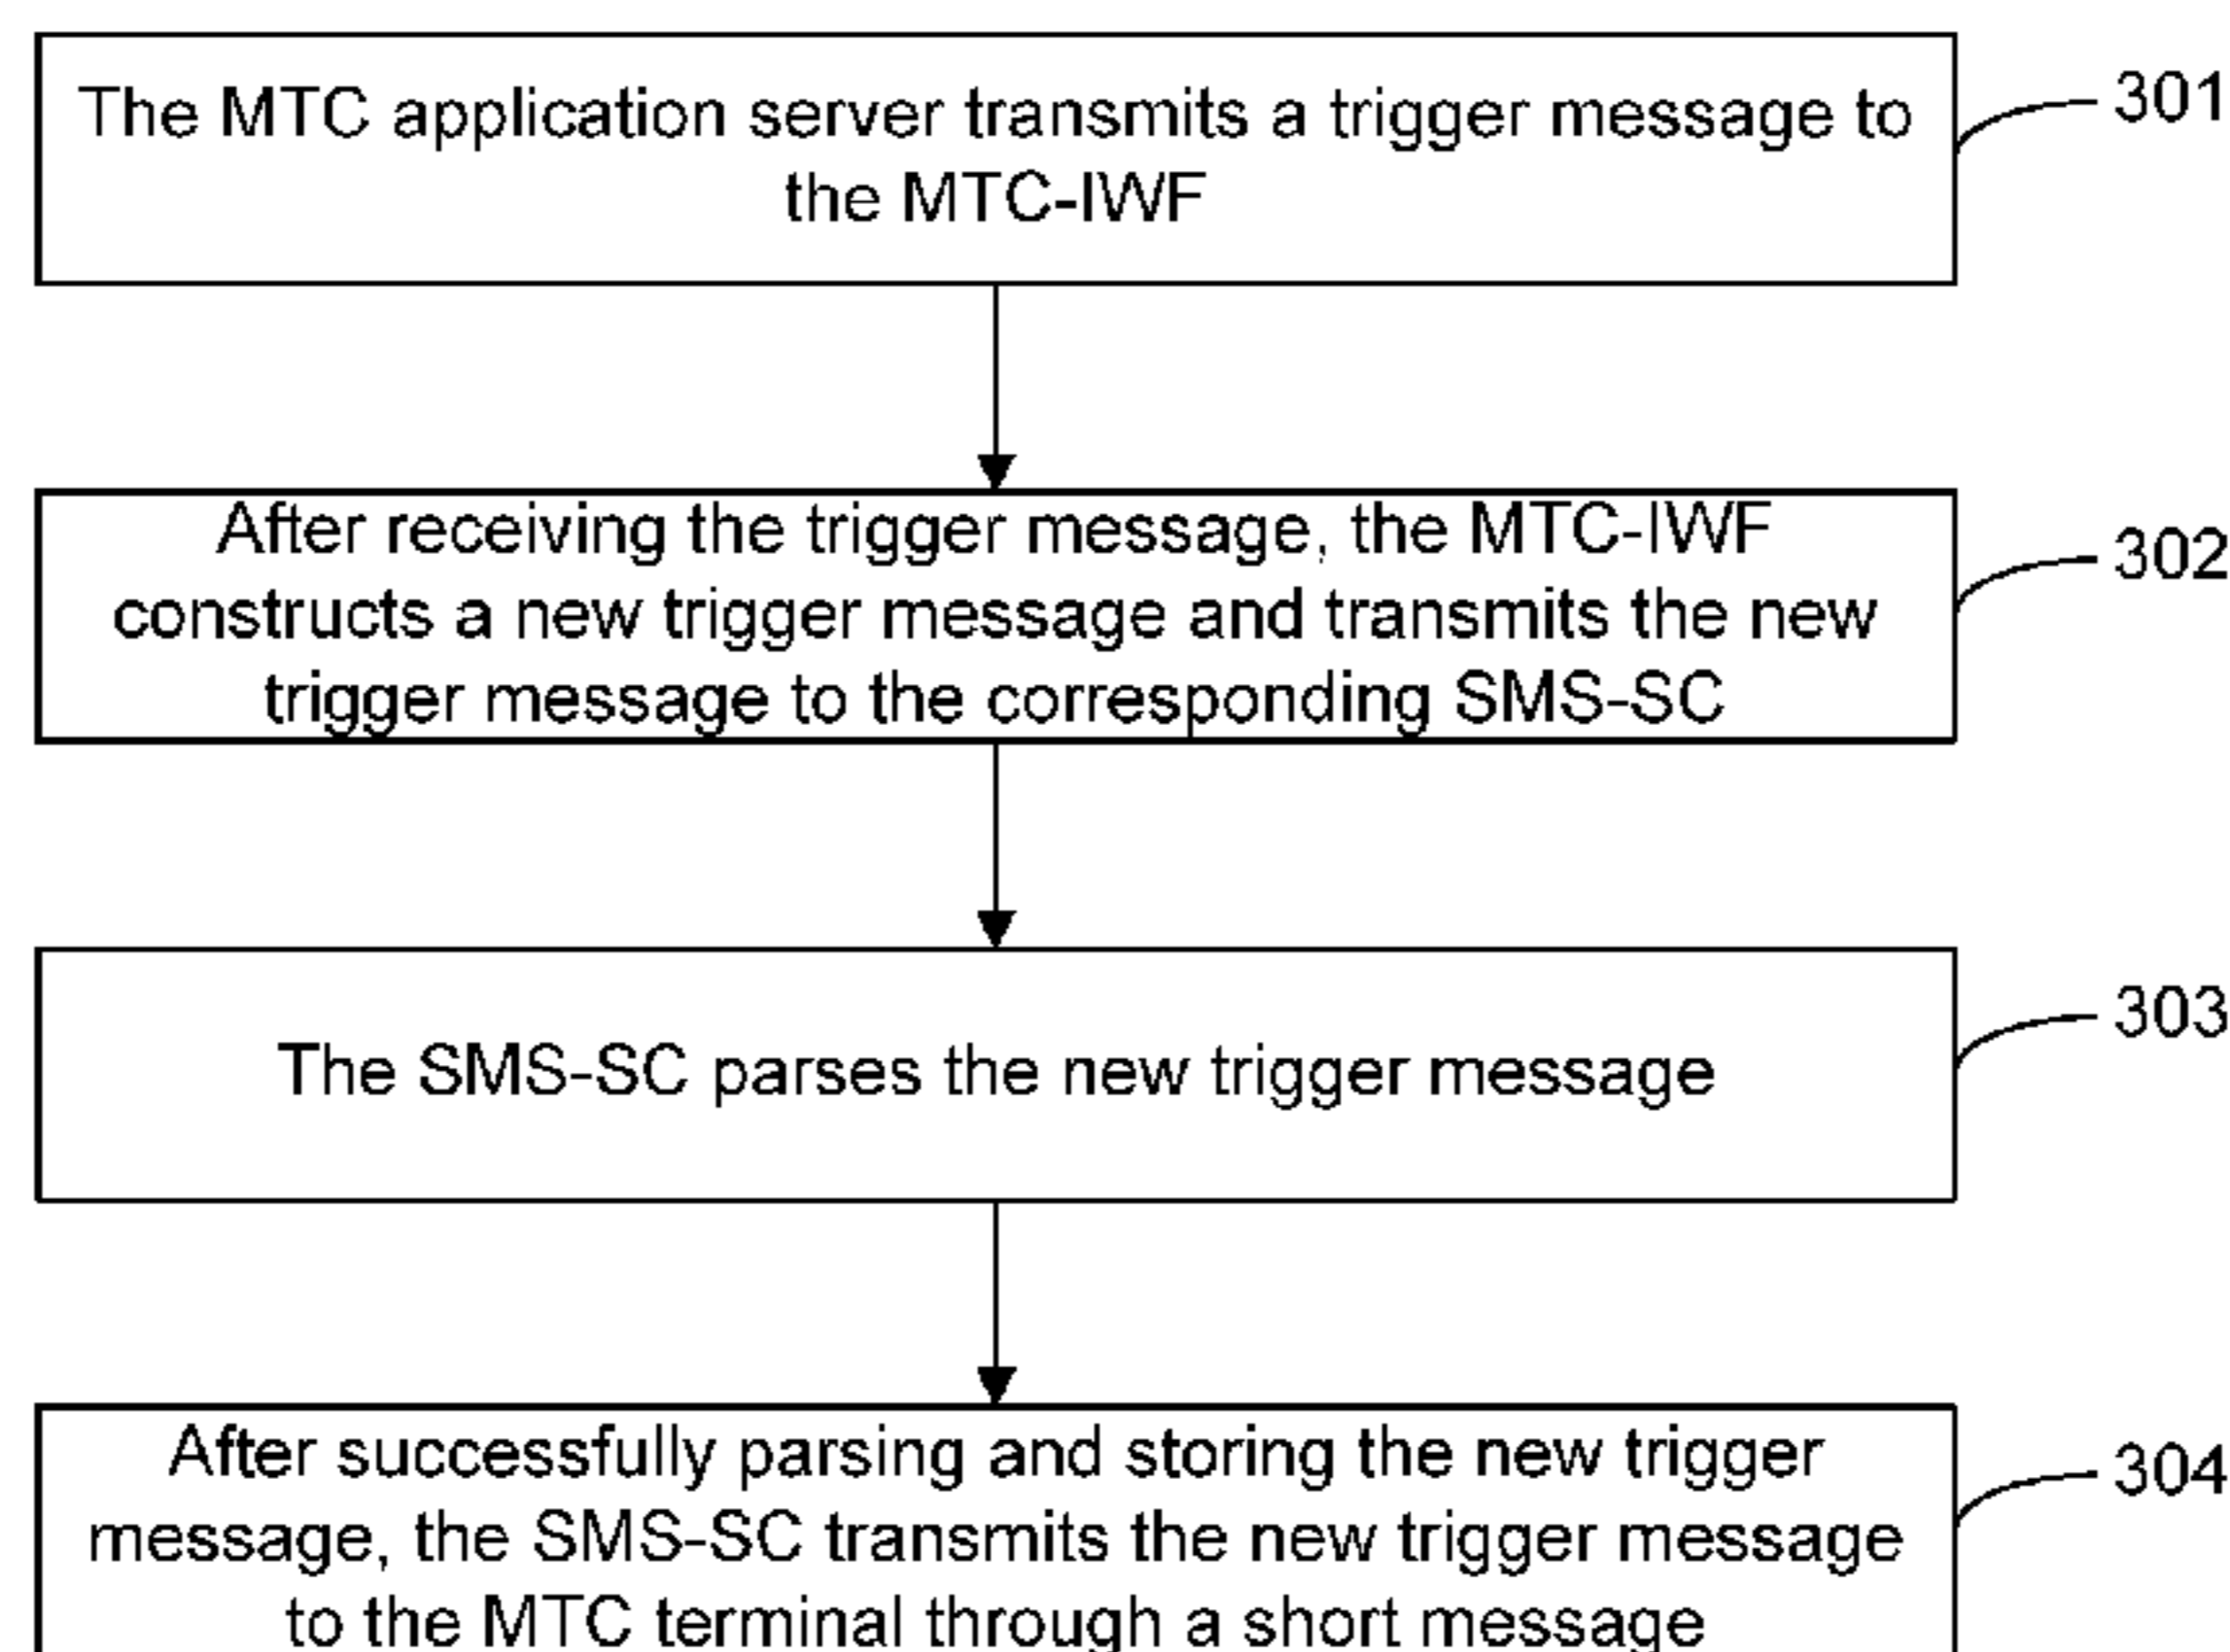 The MTC application server transmits a trigger message to
the MTC-IWF
301
After receiving the trigger message, the MTC-IWF
constructs a new trigger message and transmits the new
trigger message to the corresponding SMS-SC
302
The SMS-SC parses the new trigger message
303
After successfully parsing and storing the new trigger
message, the SMS-SC transmits the new trigger message
to the MTC terminal through a short message
304